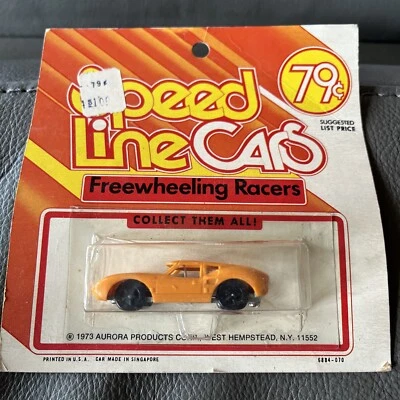 Speed
79¢
79¢
SUGGESTED
LIST PRICE
Line Cars
Freewheeling Racers
COLLECT THEM ALL!
© 1973 AURORA PRODUCTS WEST HEMPSTEAD, N.Y. 11552
PRINTED IN U.S.A. CAR MADE IN SINGAPORE
5884-070